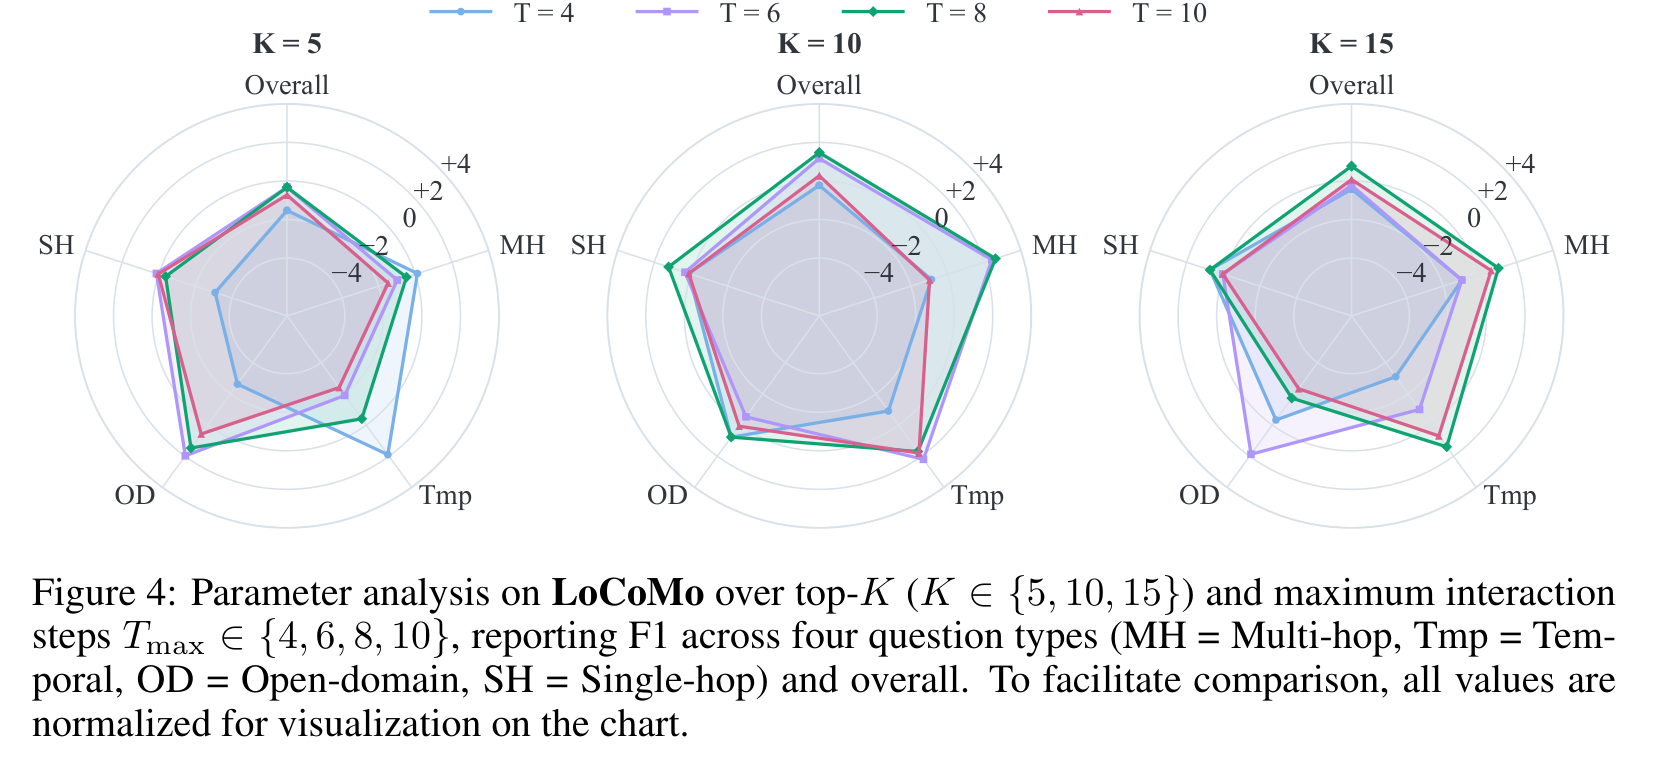 T = 4 T = 6 T = 8 T = 10
K = 5 K = 10 K = 15
Overall Overall Overall
+4 +4 +4
+2 +2 +2
0 0 0
SH −2 MH SH −2 MH SH −2 MH
−4 −4 −4
OD Tmp OD Tmp OD Tmp
Figure 4: Parameter analysis on LoCoMo over top-K (K ∈ {5, 10, 15}) and maximum interaction
steps Tmax ∈ {4, 6, 8, 10}, reporting F1 across four question types (MH = Multi-hop, Tmp = Tem-
poral, OD = Open-domain, SH = Single-hop) and overall. To facilitate comparison, all values are
normalized for visualization on the chart.